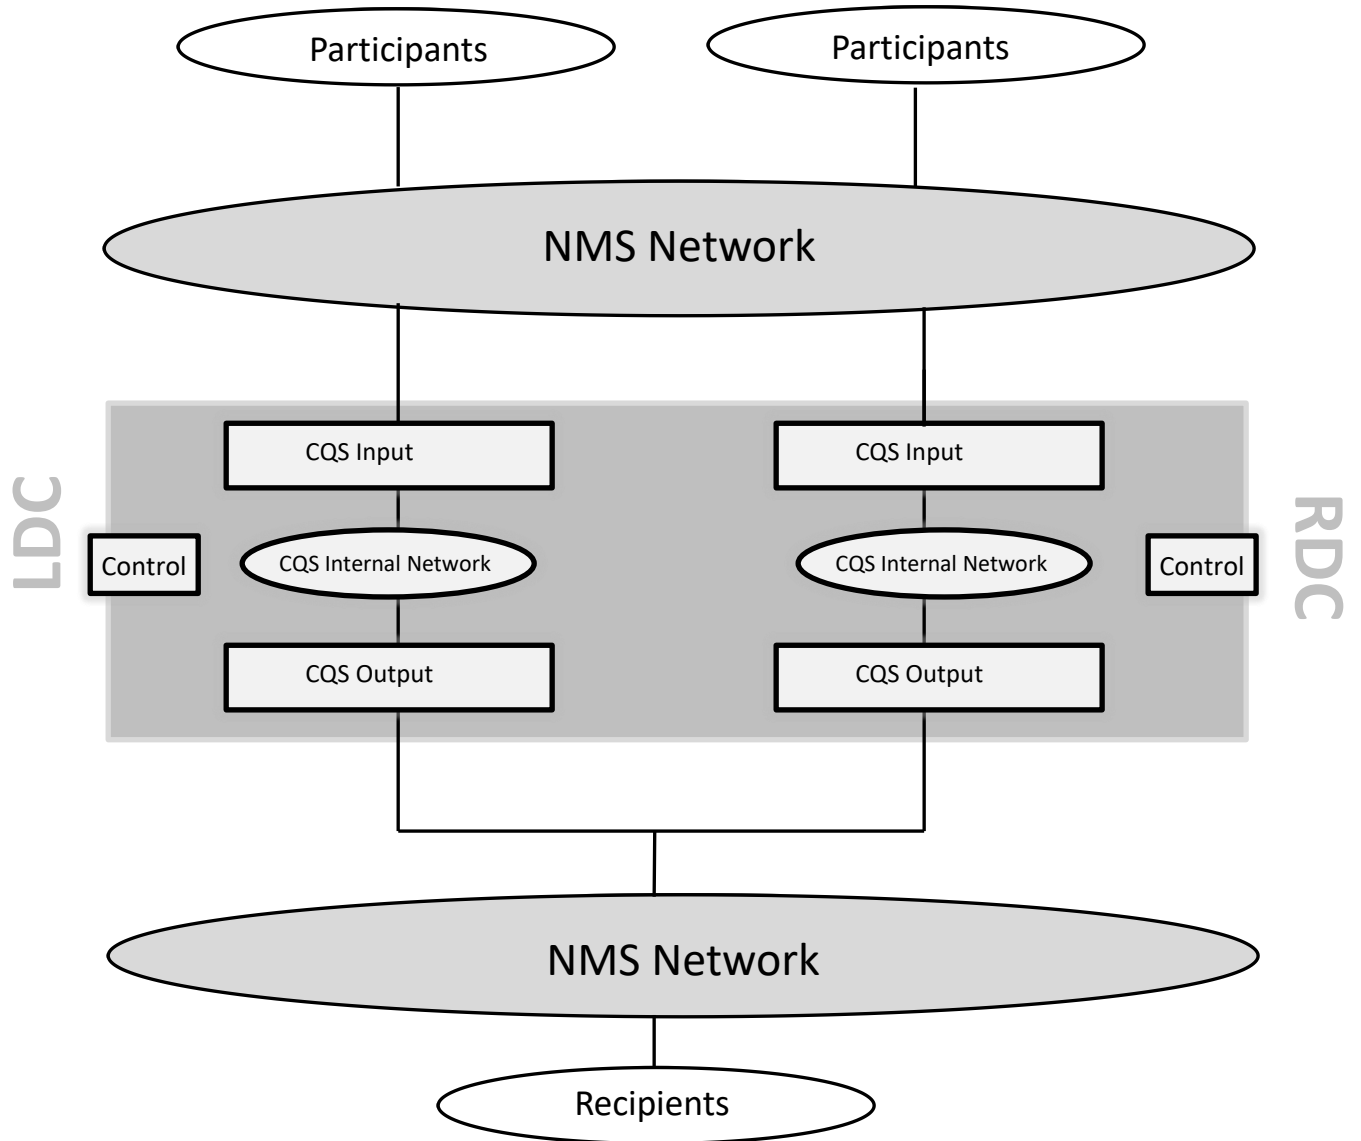 Participants
Participants
NMS Network
LDC
RDC
CQS Input
CQS Input
Control
CQS Internal Network
CQS Internal Network
Control
CQS Output
CQS Output
NMS Network
Recipients